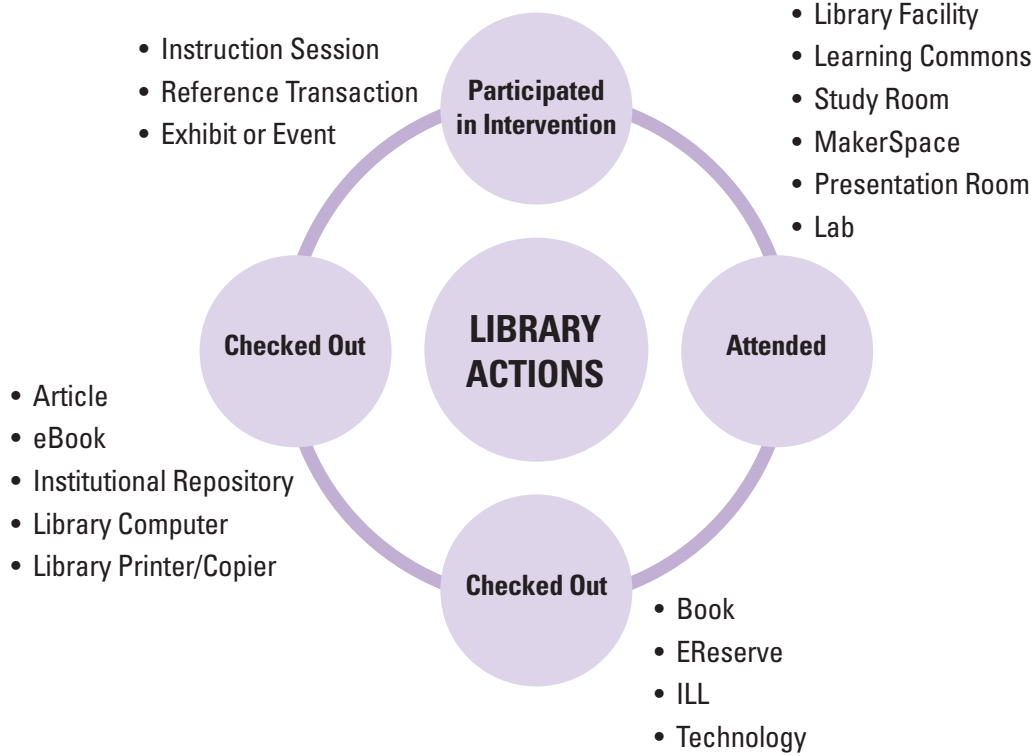 • Instruction Session
• Reference Transaction
• Exhibit or Event
Participated
in Intervention
• Library Facility
• Learning Commons
• Study Room
• MakerSpace
• Presentation Room
• Lab
Checked Out
LIBRARY
ACTIONS
Attended
• Article
• eBook
• Institutional Repository
• Library Computer
• Library Printer/Copier
Checked Out
• Book
• EReserve
• ILL
• Technology